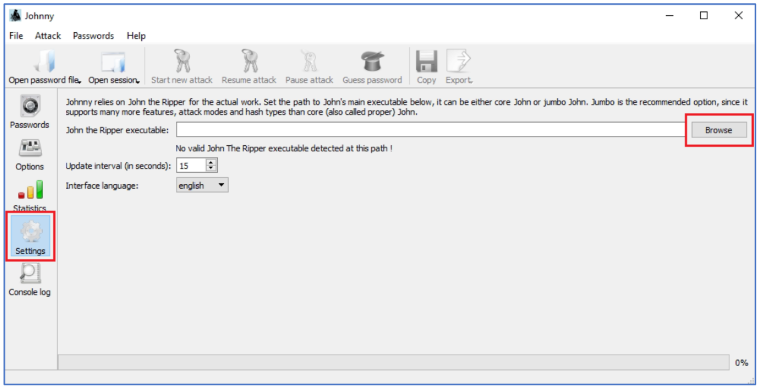 Johnny
File Attack Passwords Help
Open password file Open session Start new attack Resume attack Pause attack Guess password Copy Export
Passwords
Options
Statistics
Settings
Console log
Johnny relies on John the Ripper for the actual work. Set the path to John's main executable below, it can be either core John or jumbo John. Jumbo is the recommended option, since it
supports many more features, attack modes and hash types than core (also called proper) John.
John the Ripper executable: Browse
No valid John The Ripper executable detected at this path !
Update interval (in seconds): 15
Interface language: english
0%